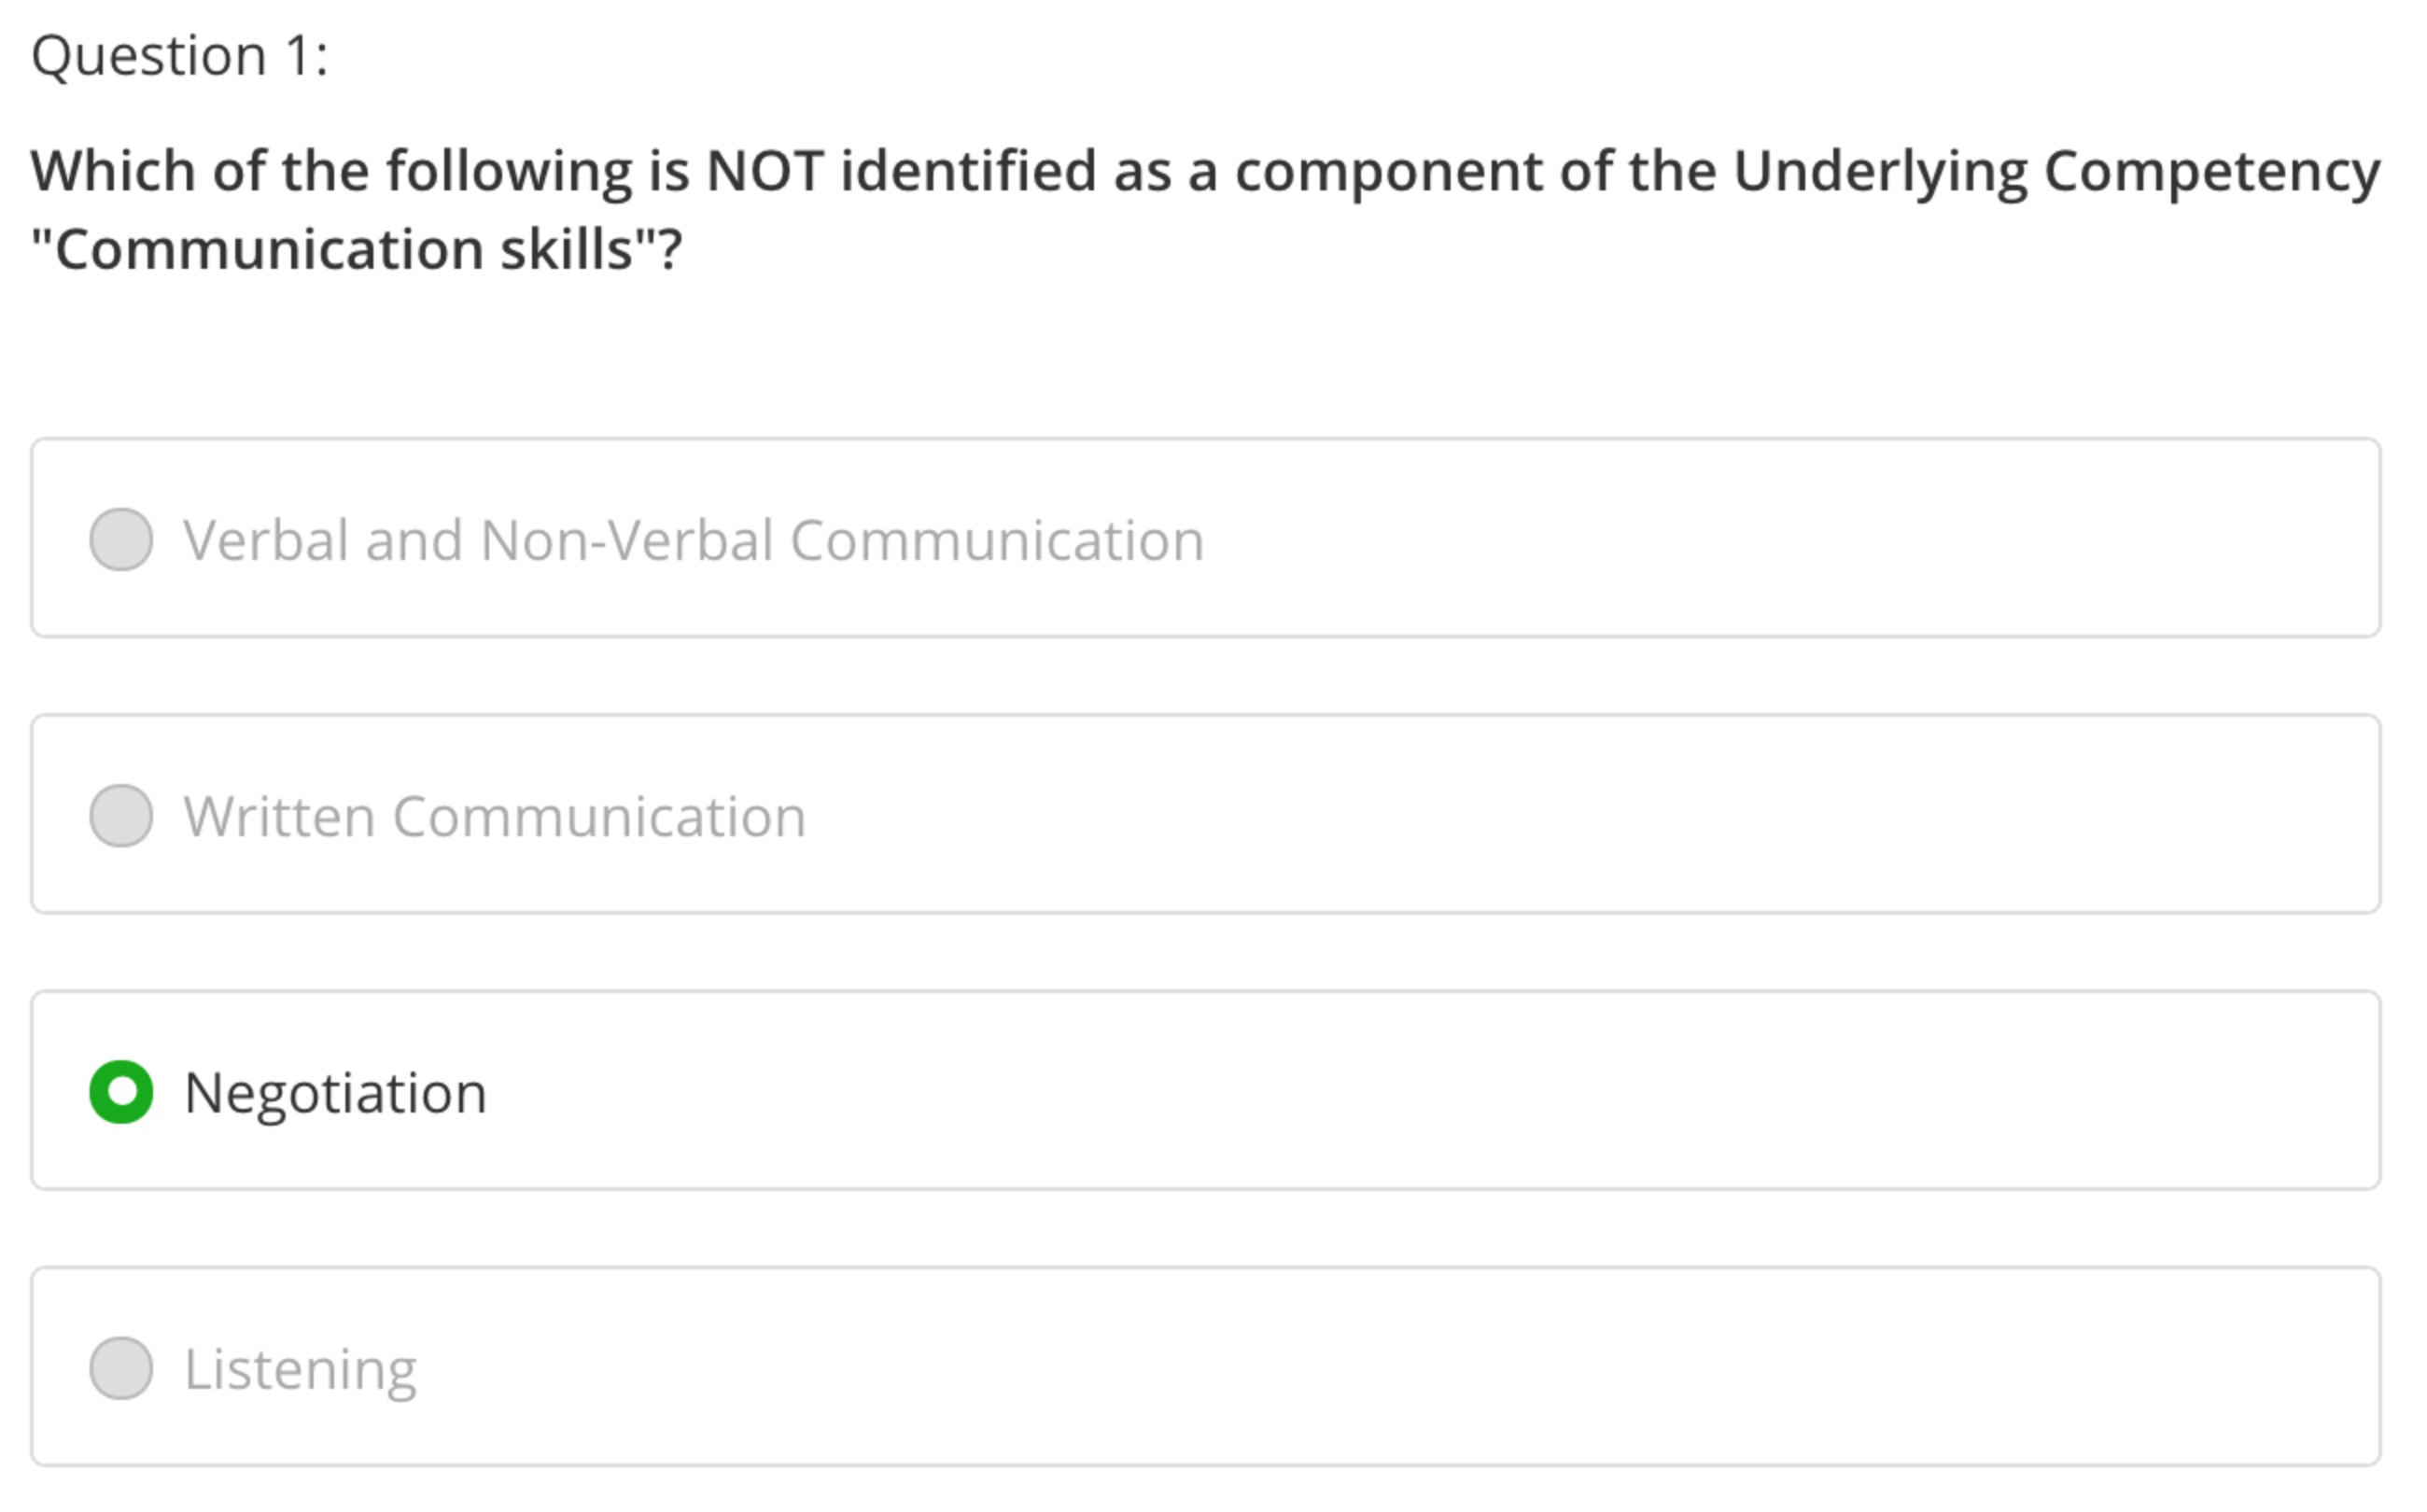 Question 1:
Which of the following is NOT identified as a component of the Underlying Competency
"Communication skills"?
Verbal and Non-Verbal Communication
Written Communication
Negotiation
Listening